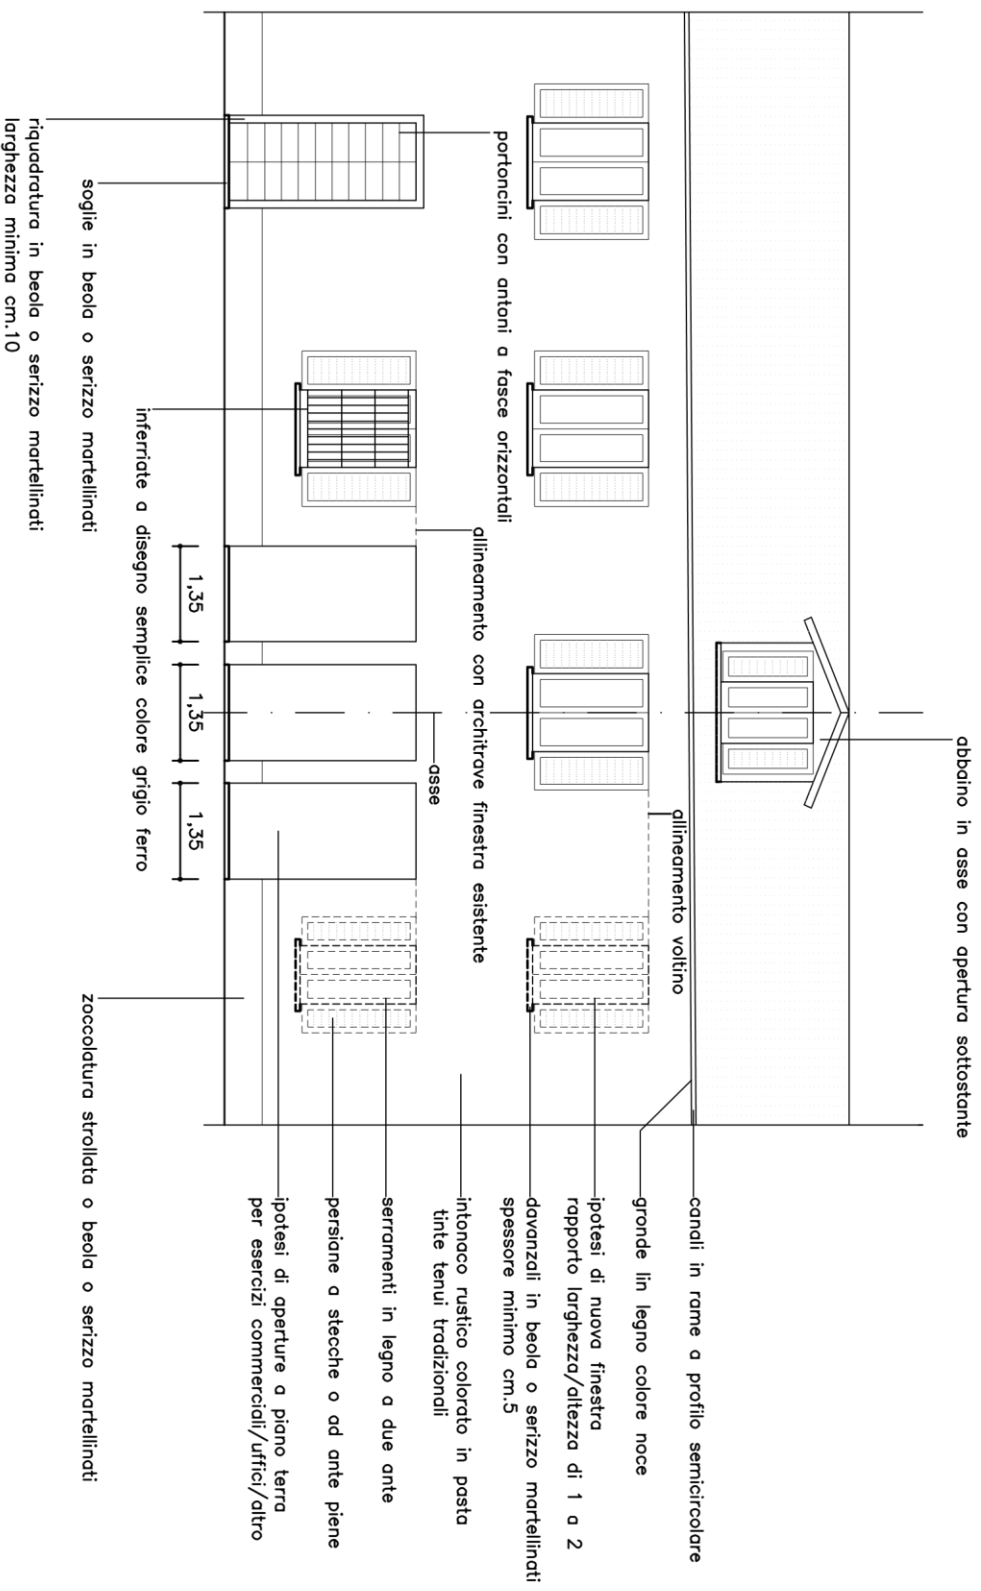 abbaino in asse con apertura sottostante
canali in rame a profilo semicircolare
gronde lin legno colore noce
allineamento voltino
ipotesi di nuova finestra
rapporto larghezza/altezza di 1 a 2
davanzali in beola o serizzo martellinati
spessore minimo cm.5
portoncini con antoni a fasce orizzontali
allineamento con architrave finestra esistente
intonaco rustico colorato in pasta
tinte tenui tradizionali
asse
serramenti in legno a due ante
persiane a stecche o ad ante piene
ipotesi di aperture a piano terra
per esercizi commerciali/uffici/altro
1,35
1,35
1,35
inferriate a disegno semplice colore grigio ferro
soglie in beola o serizzo martellinati
zoccolatura strollata o beola o serizzo martellinati
riquadratura in beola o serizzo martellinati
larghezza minima cm.10